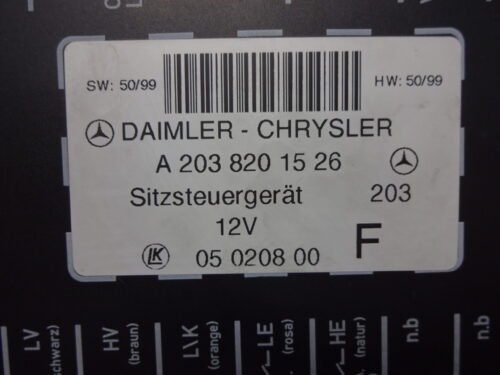 SW: 50/99
HW: 50/99
DAIMLER - CHRYSLER
A 203 820 15 26
Sitzsteuergerät 203
12V
LK 05 0208 00 F
LV
HV
(braun)
L\K
(orange)
LE
(rosa)
HE
(natur)
n.b
n.b